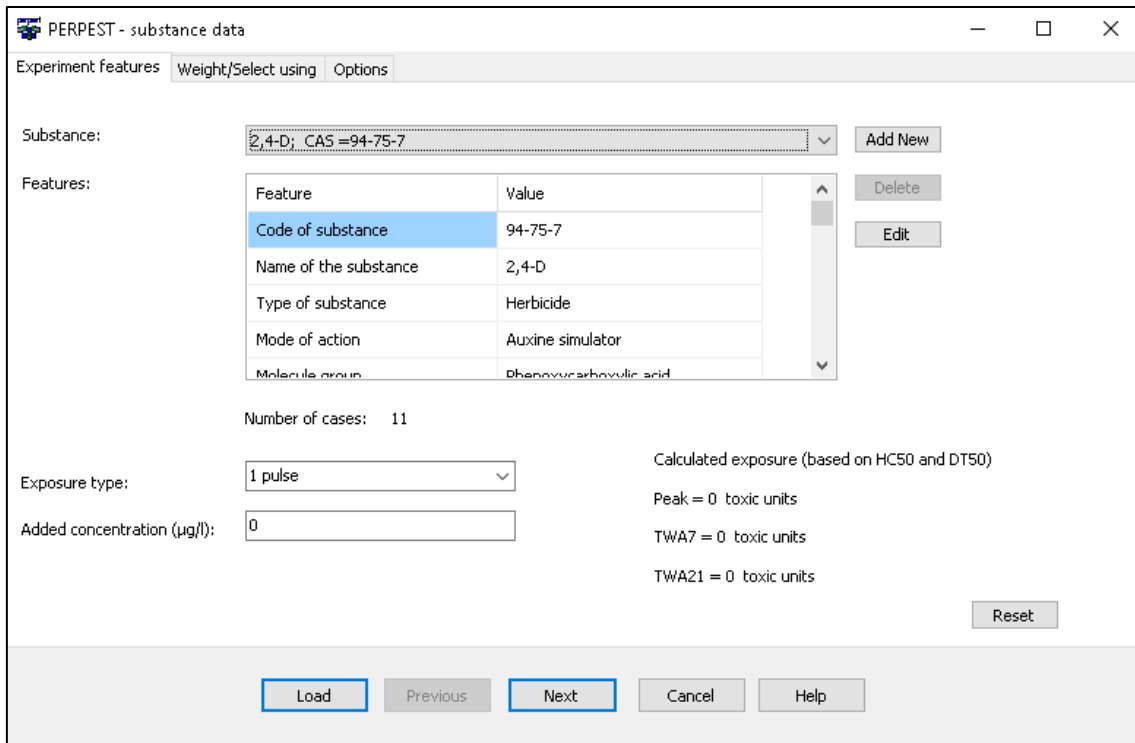 PERPEST - substance data
Experiment features Weight/Select using Options
Substance: 2,4-D; CAS =94-75-7 Add New
Features:
Feature Value
Delete
Code of substance 94-75-7
Edit
Name of the substance 2,4-D
Type of substance Herbicide
Mode of action Auxine simulator
Molecule group Phenoxycarboxylic acid
Number of cases: 11
Exposure type: 1 pulse
Added concentration (µg/l): 0
Calculated exposure (based on HC50 and DT50)
Peak = 0 toxic units
TWA7 = 0 toxic units
TWA21 = 0 toxic units
Reset
Load Previous Next Cancel Help